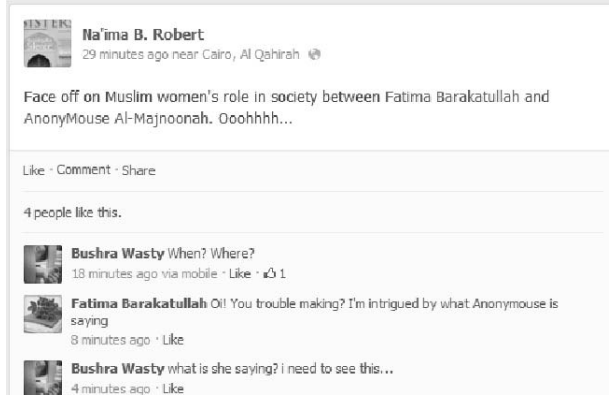 SISTERS
Na'ima B. Robert
29 minutes ago near Cairo, Al Qahirah
Face off on Muslim women's role in society between Fatima Barakatullah and
AnonyMouse Al-Majnoonah. Ooohhhh...
Like · Comment · Share
4 people like this.
Bushra Wasty When? Where?
18 minutes ago via mobile · Like · 1
Fatima Barakatullah Oi! You trouble making? I'm intrigued by what Anonymouse is
saying
8 minutes ago · Like
Bushra Wasty what is she saying? i need to see this...
4 minutes ago · Like